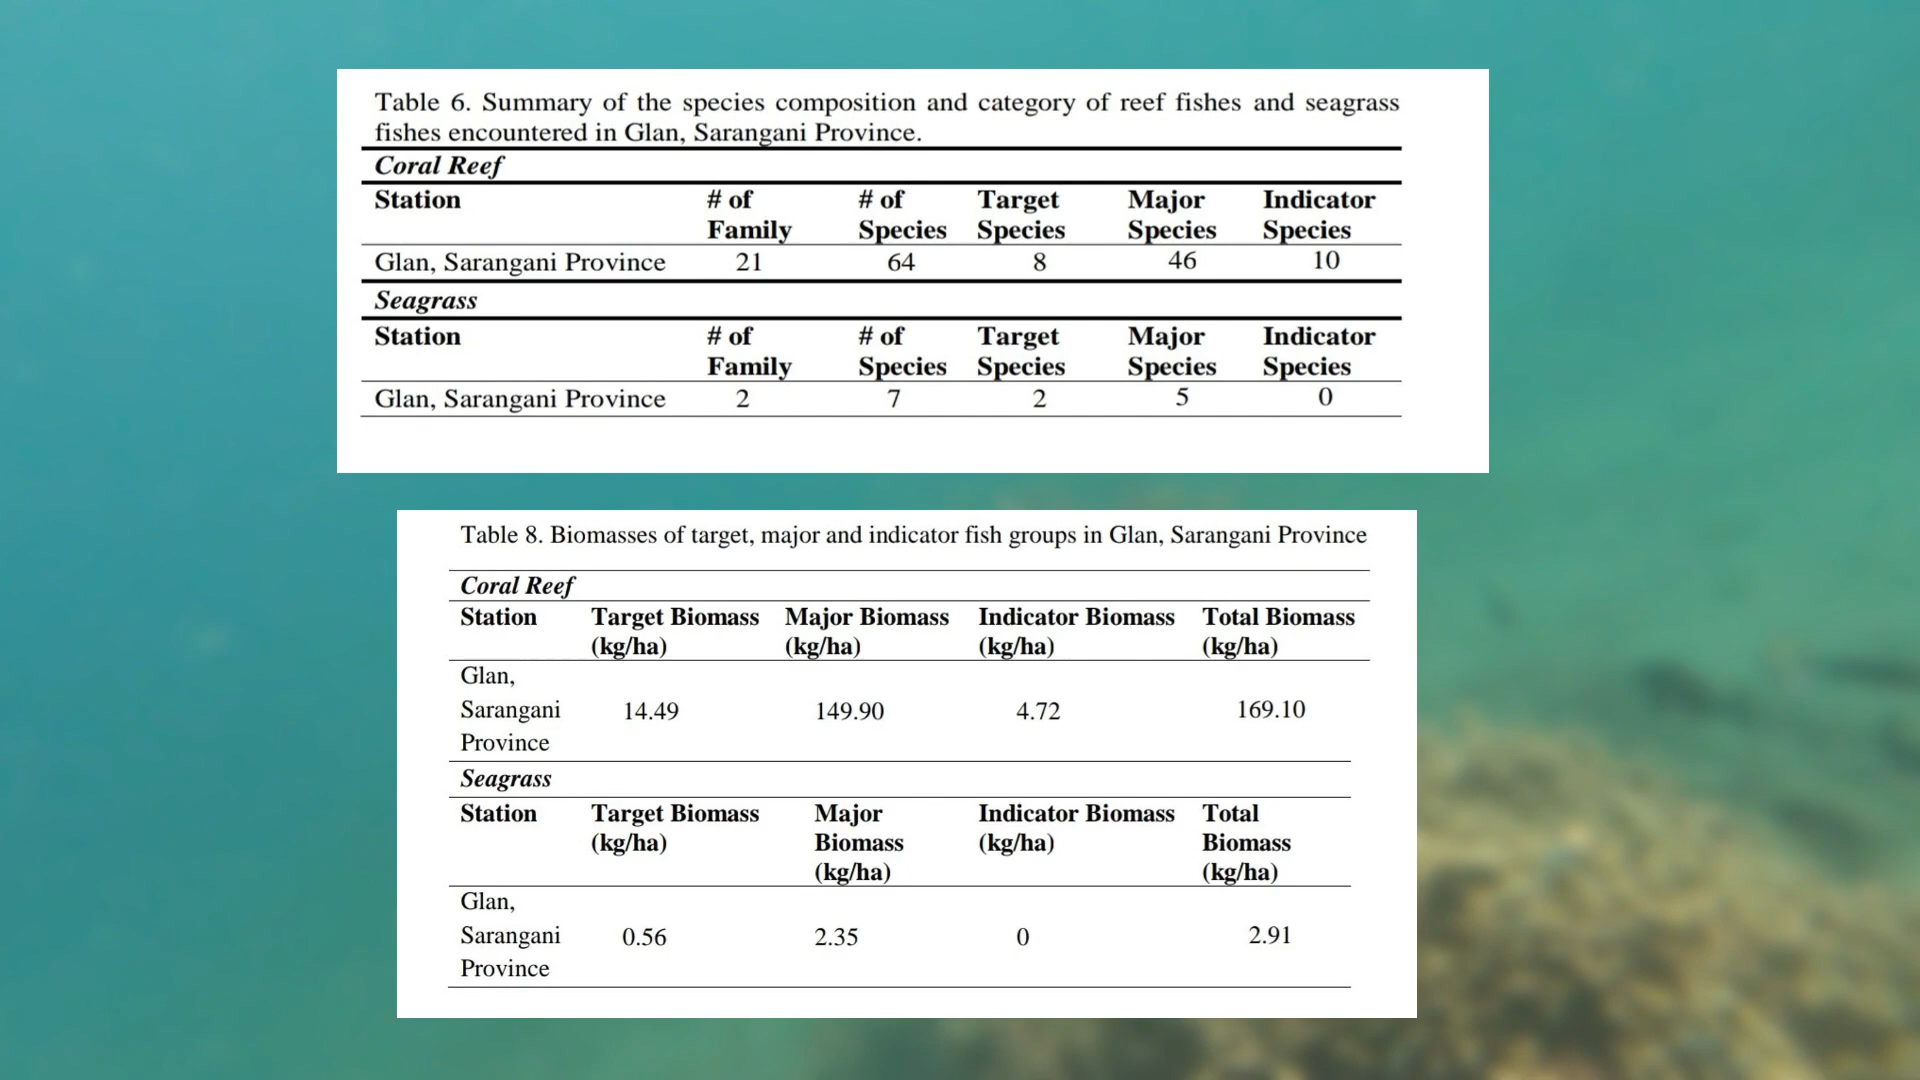 Table 6. Summary of the species composition and category of reef fishes and seagrass
fishes encountered in Glan, Sarangani Province.
Coral Reef
Station # of Family # of Species Target Species Major Species Indicator Species
Glan, Sarangani Province 21 64 8 46 10
Seagrass
Station # of Family # of Species Target Species Major Species Indicator Species
Glan, Sarangani Province 2 7 2 5 0
Table 8. Biomasses of target, major and indicator fish groups in Glan, Sarangani Province
Coral Reef
Station Target Biomass (kg/ha) Major Biomass (kg/ha) Indicator Biomass (kg/ha) Total Biomass (kg/ha)
Glan, Sarangani Province 14.49 149.90 4.72 169.10
Seagrass
Station Target Biomass (kg/ha) Major Biomass (kg/ha) Indicator Biomass (kg/ha) Total Biomass (kg/ha)
Glan, Sarangani Province 0.56 2.35 0 2.91